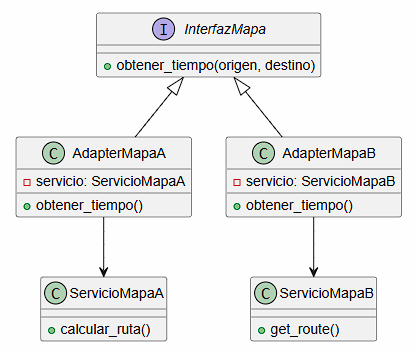 I InterfazMapa
obtener_tiempo(origen, destino)
C AdapterMapaA
servicio: ServicioMapaA
obtener_tiempo()
C AdapterMapaB
servicio: ServicioMapaB
obtener_tiempo()
C ServicioMapaA
calcular_ruta()
C ServicioMapaB
get_route()